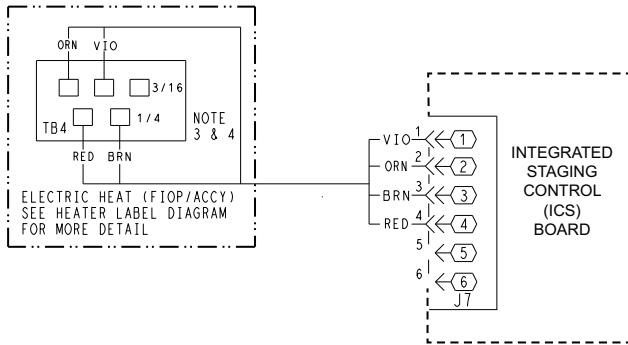 ORN VIO
3/16
TB4 1/4 NOTE
3 & 4
RED BRN
ELECTRIC HEAT (FIOP/ACCY)
SEE HEATER LABEL DIAGRAM
FOR MORE DETAIL
VIO 1 1
ORN 2 2
BRN 3 3
RED 4 4
5 5
6 6
J7
INTEGRATED
STAGING
CONTROL
(ICS)
BOARD